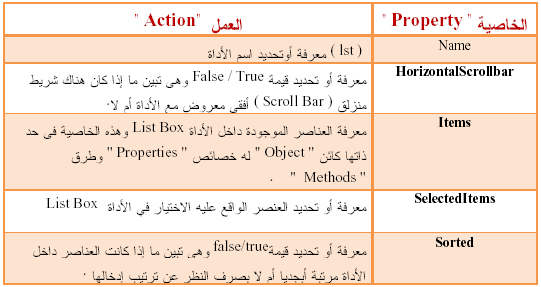 الخاصية " Property " العمل "Action "
Name ( lst ) معرفة أوتحديد اسم الأداة
HorizontalScrollbar معرفة أو تحديد قيمة False / True وهى تبين ما إذا كان هناك شريط
منزلق ( Scroll Bar ) أفقى معروض مع الأداة أم لا.
Items معرفة العناصر الموجودة داخل الأداة List Box وهذه الخاصية فى حد
ذاتها كائن " Object " له خصائص " Properties " وطرق
" Methods " .
SelectedItems معرفة أو تحديد العنصر الواقع عليه الاختيار في الأداة List Box
Sorted معرفة أو تحديد قيمة false/true وهى تبين ما إذا كانت العناصر داخل
الأداة مرتبة أبجديا أم لا بصرف النظر عن ترتيب إدخالها .